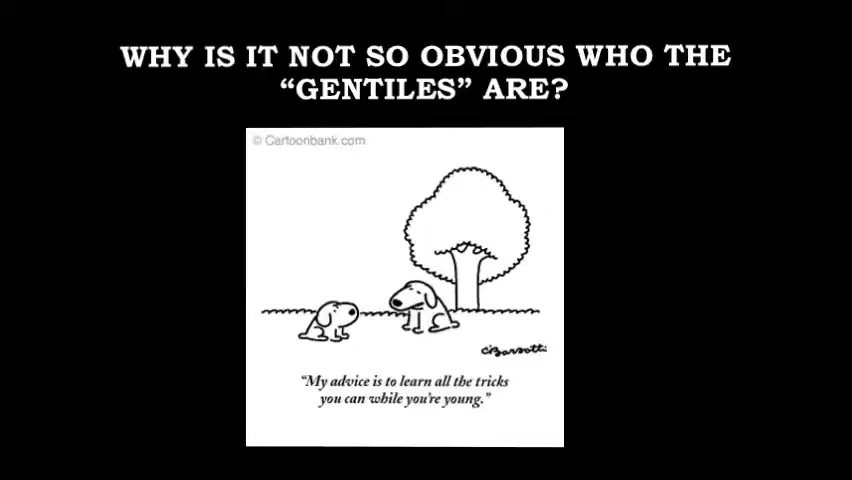 WHY IS IT NOT SO OBVIOUS WHO THE
“GENTILES” ARE?
© Cartoonbank.com
C. Barsotti
“My advice is to learn all the tricks
you can while you’re young.”